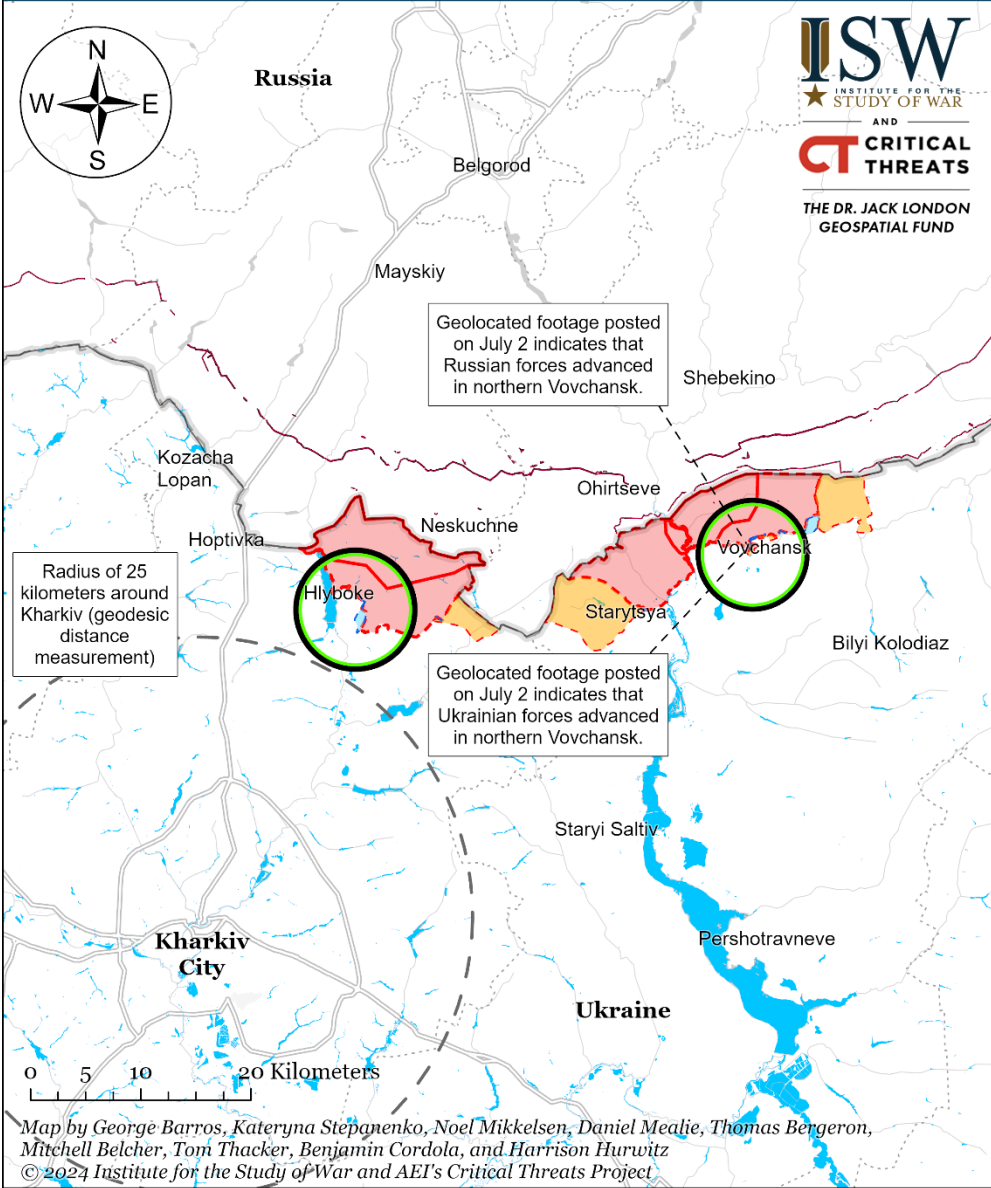 N
W
E
S
Russia
ISW
INSTITUTE FOR THE
STUDY OF WAR
AND
CT CRITICAL
THREATS
THE DR. JACK LONDON
GEOSPATIAL FUND
Belgorod
Mayskiy
Geolocated footage posted
on July 2 indicates that
Russian forces advanced
in northern Vovchansk.
Shebekino
Kozacha
Lopan
Ohirtseve
Neskuchne
Hoptivka
Vovchansk
Radius of 25
kilometers around
Kharkiv (geodesic
distance
measurement)
Hlyboke
Starytsya
Bilyi Kolodiaz
Geolocated footage posted
on July 2 indicates that
Ukrainian forces advanced
in northern Vovchansk.
Staryi Saltiv
Pershotravneve
Kharkiv
City
Ukraine
0 5 10 20 Kilometers
Map by George Barros, Kateryna Stepanenko, Noel Mikkelsen, Daniel Mealie, Thomas Bergeron,
Mitchell Belcher, Tom Thacker, Benjamin Cordola, and Harrison Hurwitz
© 2024 Institute for the Study of War and AEI's Critical Threats Project